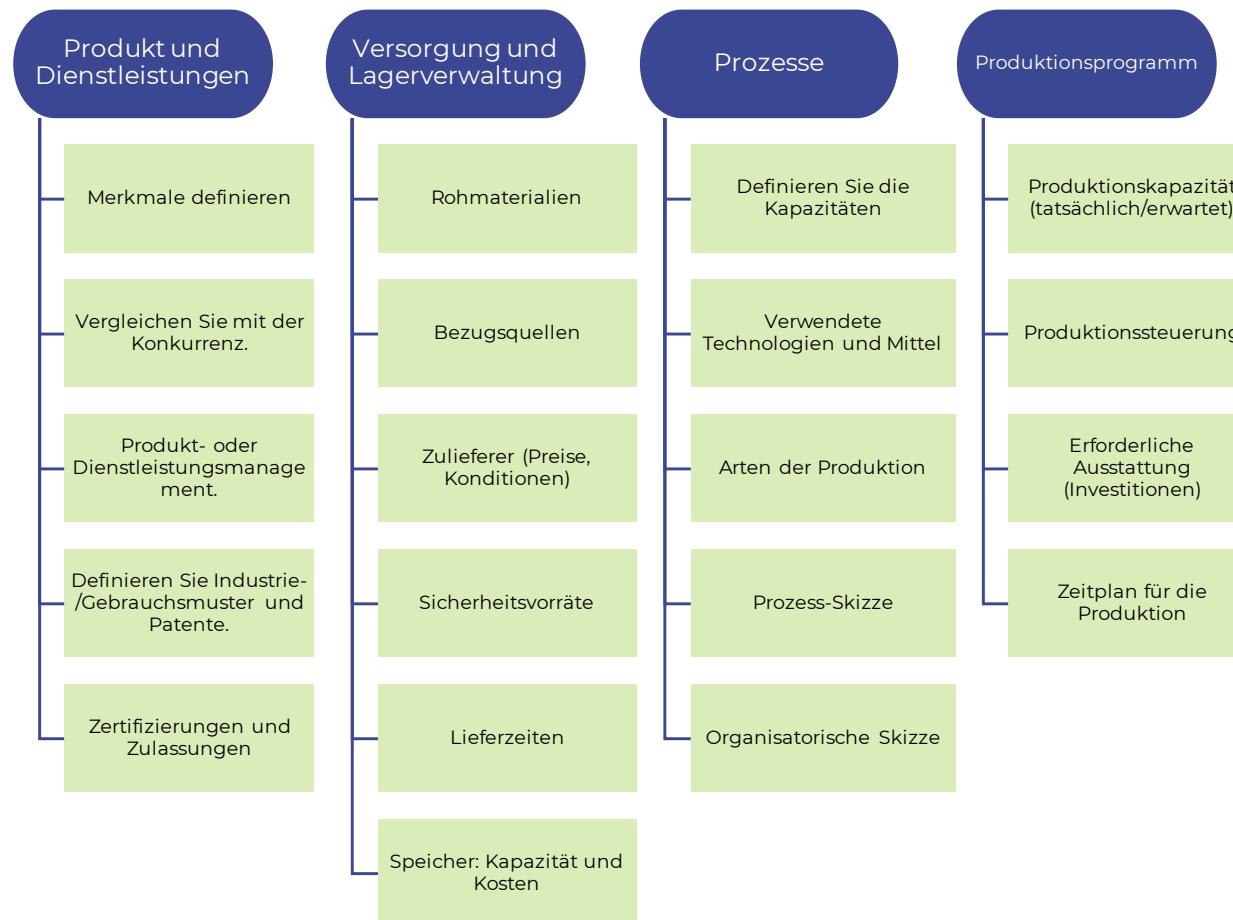 Produkt und
Dienstleistungen
Merkmale definieren
Vergleichen Sie mit der
Konkurrenz.
Produkt- oder
Dienstleistungsmanage
ment.
Definieren Sie Industrie-
/Gebrauchsmuster und
Patente.
Zertifizierungen und
Zulassungen
Versorgung und
Lagerverwaltung
Rohmaterialien
Bezugsquellen
Zulieferer (Preise,
Konditionen)
Sicherheitsvorräte
Lieferzeiten
Speicher: Kapazität und
Kosten
Prozesse
Definieren Sie die
Kapazitäten
Verwendete
Technologien und Mittel
Arten der Produktion
Prozess-Skizze
Organisatorische Skizze
Produktionsprogramm
Produktionskapazität
(tatsächlich/erwartet)
Produktionssteuerung
Erforderliche
Ausstattung
(Investitionen)
Zeitplan für die
Produktion